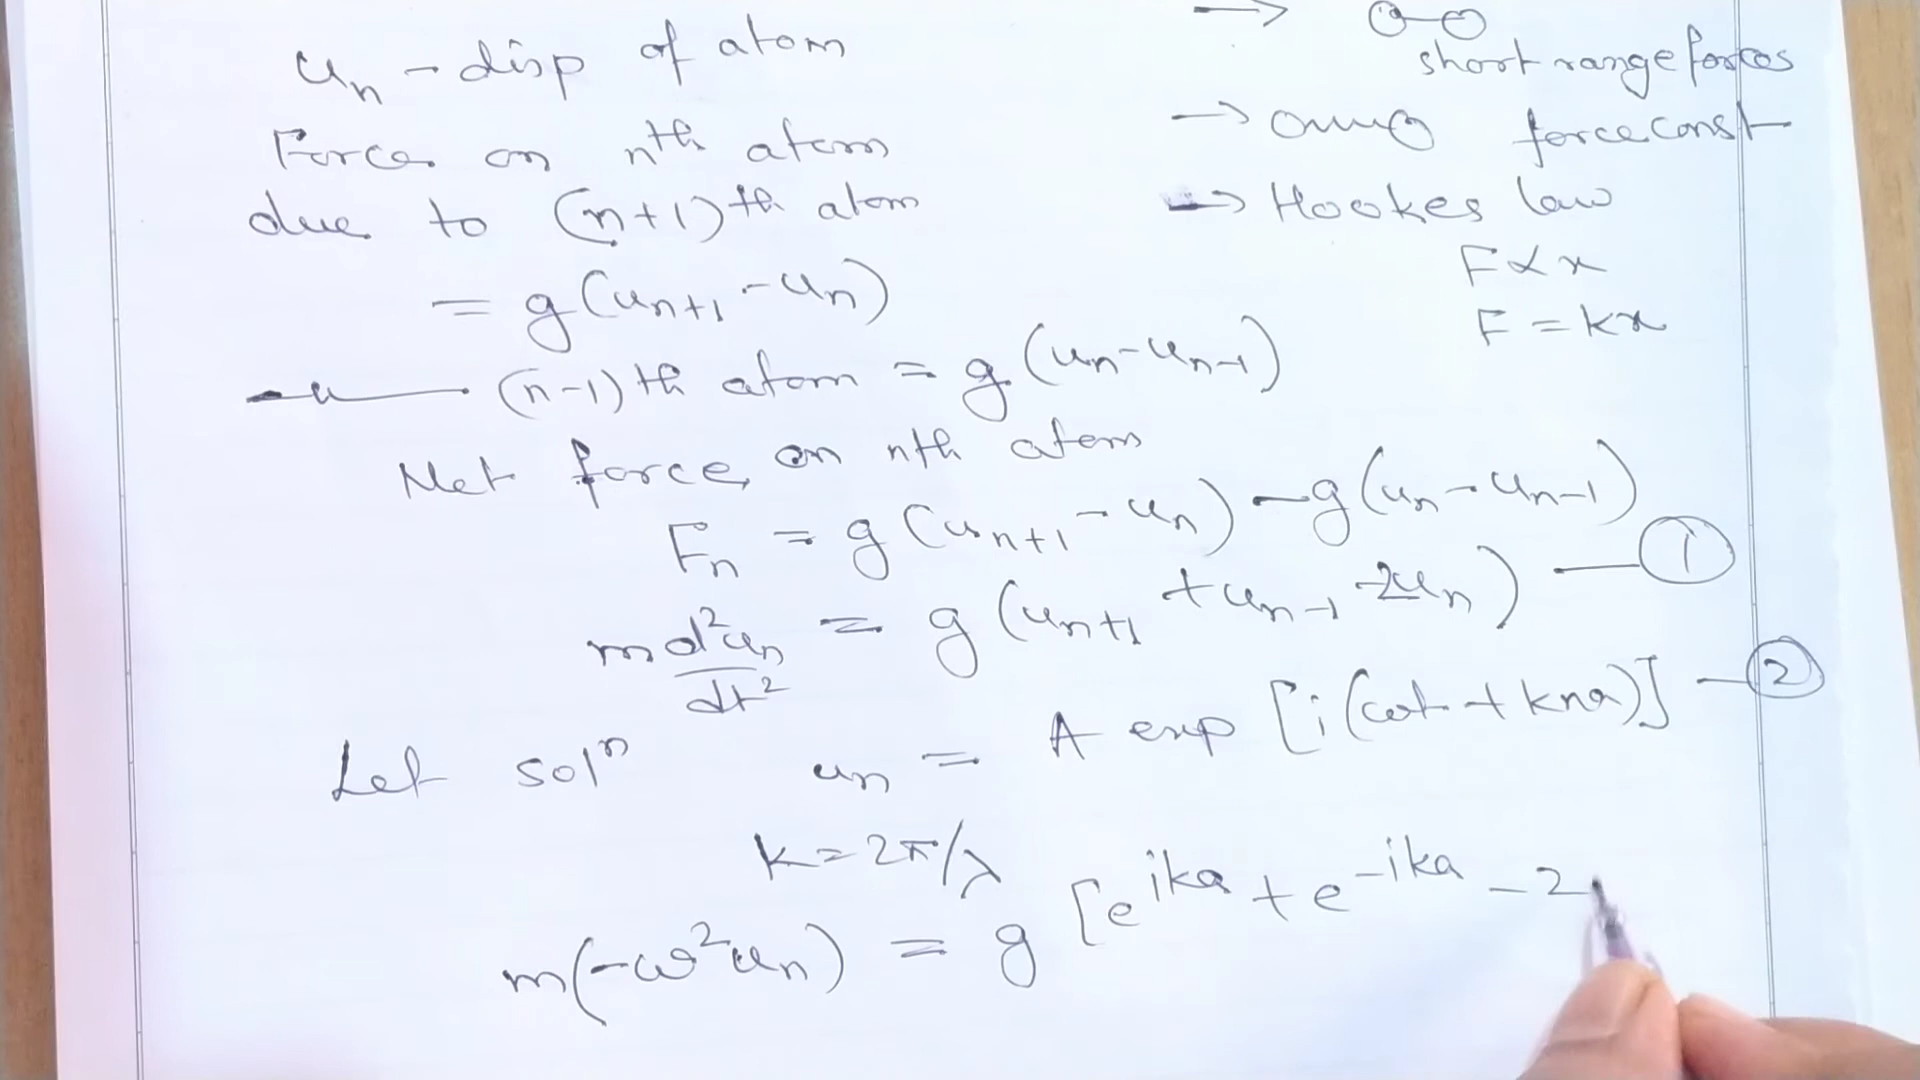 un - disp of atom
Force on nth atom
due to (n+1)th atom
= g(un+1 - un)
—〃— (n-1)th atom = g(un - un-1)
Net force on nth atom
Fn = g(un+1 - un) - g(un - un-1)
m d²un/dt² = g(un+1 + un-1 - 2un) — 1
Let solⁿ un = A exp [i(ωt + kna)] — 2
k = 2π/λ
m(-ω²un) = g [e^ika + e^-ika - 2
→ short range forces
→ force const
→ Hookes law
F ∝ x
F = kx